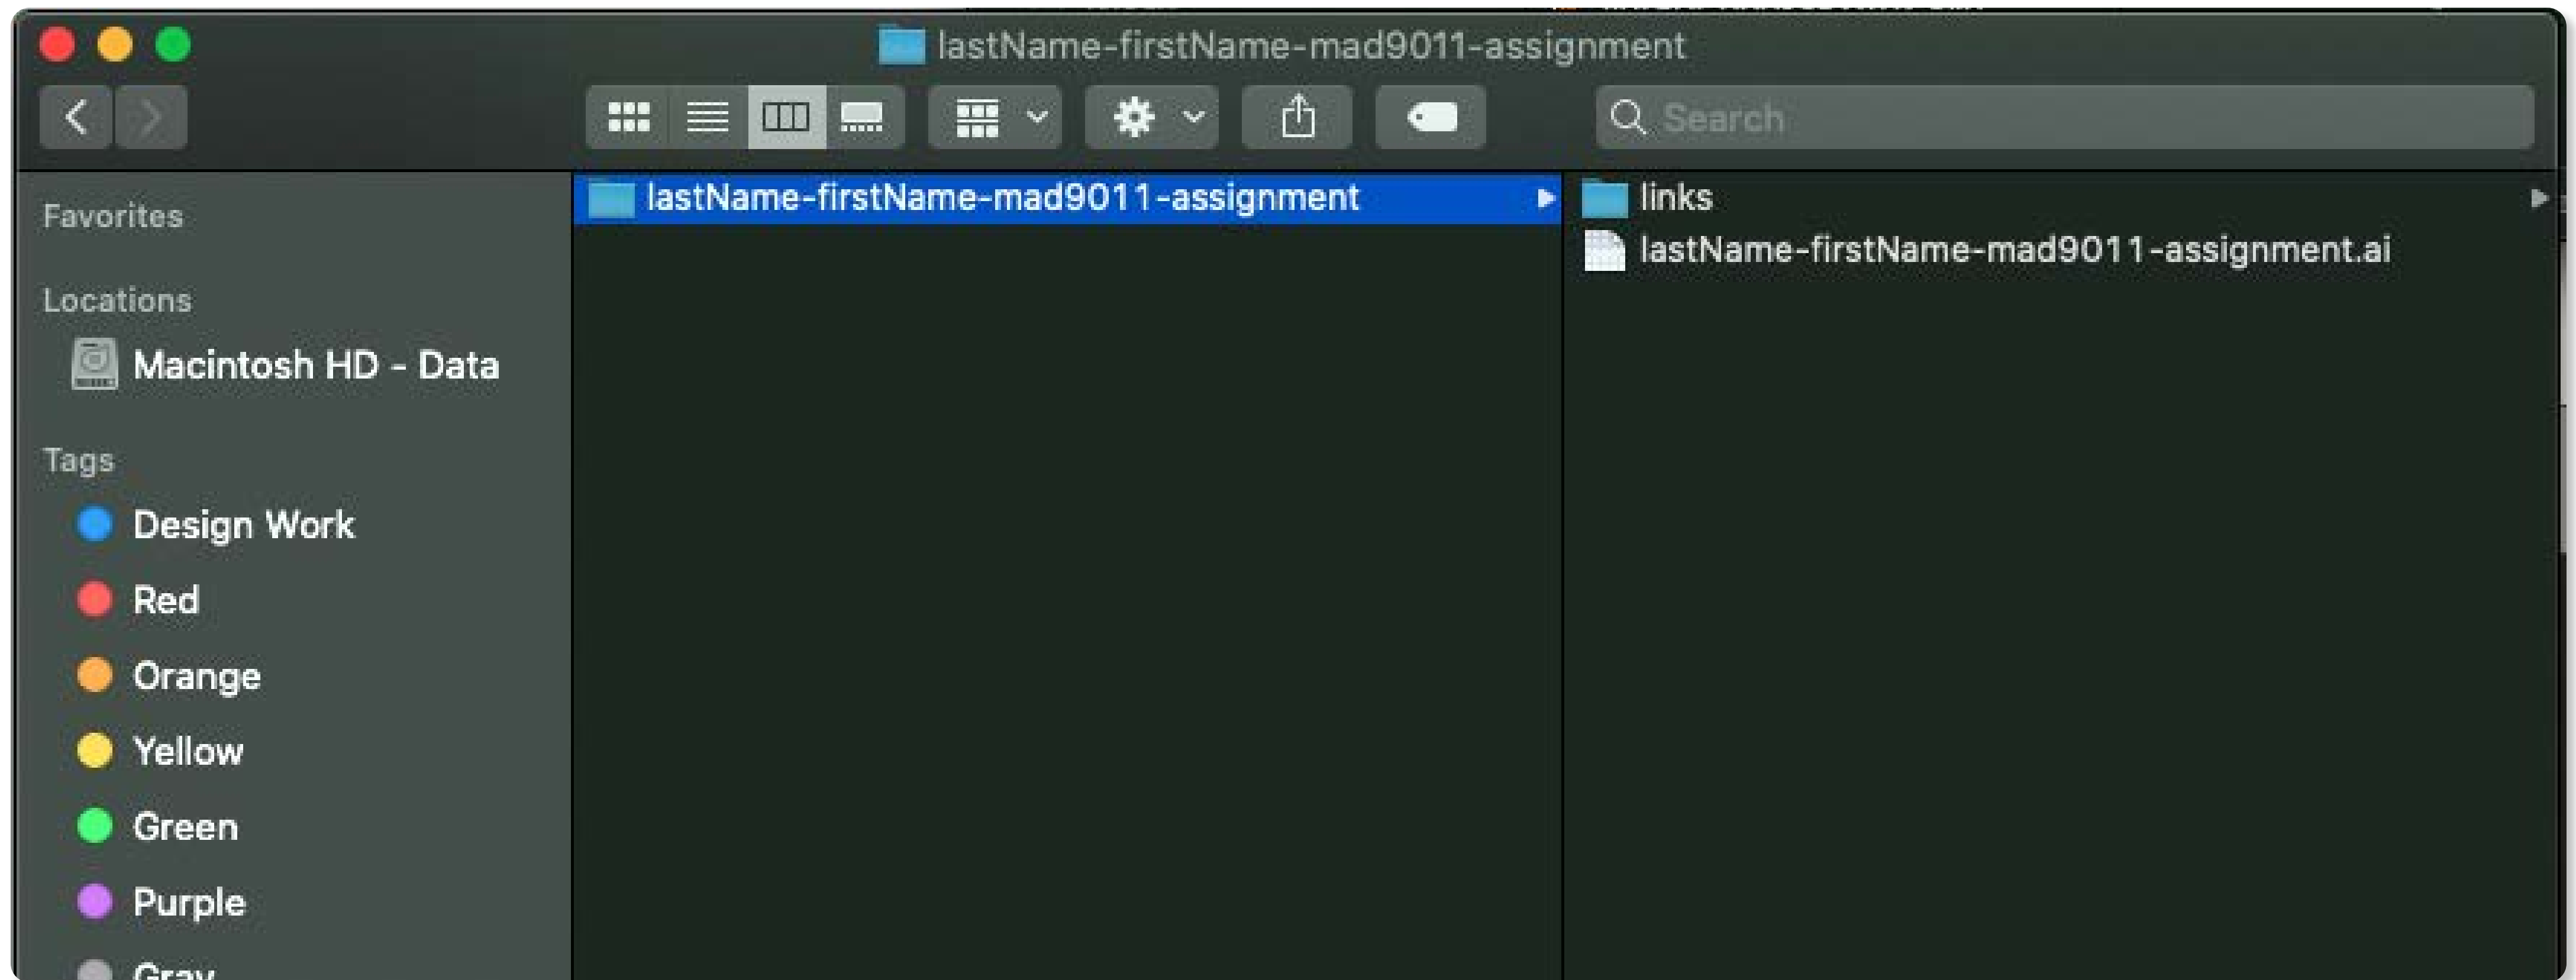 lastName-firstName-mad9011-assignment
Search
Favorites
Locations
Macintosh HD - Data
Tags
Design Work
Red
Orange
Yellow
Green
Purple
Gray
lastName-firstName-mad9011-assignment
links
lastName-firstName-mad9011-assignment.ai